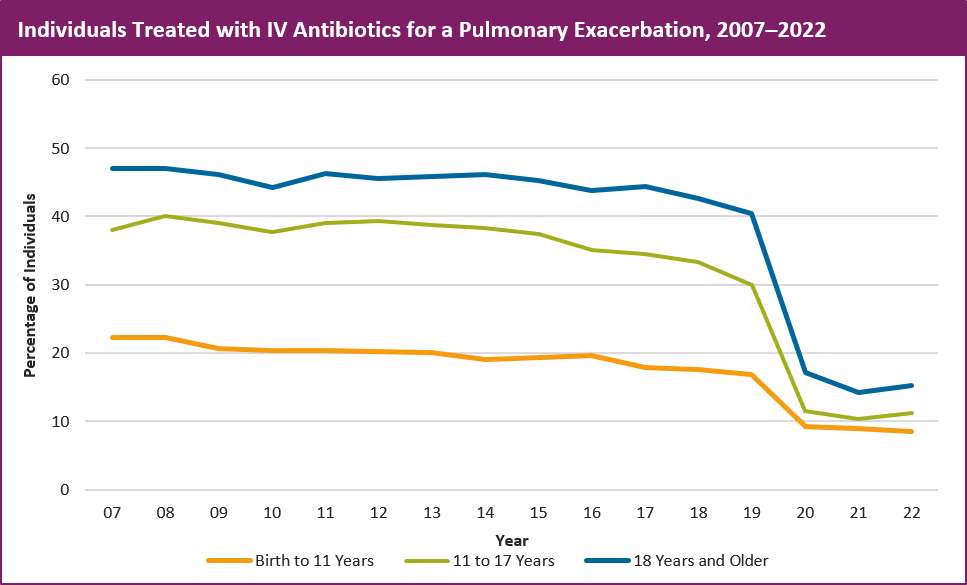 Individuals Treated with IV Antibiotics for a Pulmonary Exacerbation, 2007–2022
60
50
40
30
20
10
0
Percentage of Individuals
07 08 09 10 11 12 13 14 15 16 17 18 19 20 21 22
Year
Birth to 11 Years 11 to 17 Years 18 Years and Older